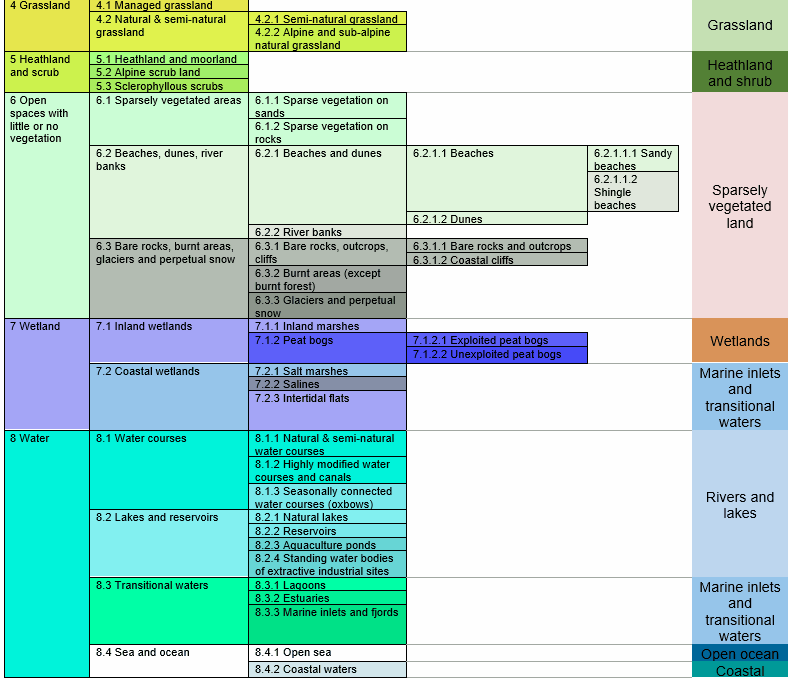 4 Grassland
4.1 Managed grassland
4.2 Natural & semi-natural
grassland
4.2.1 Semi-natural grassland
4.2.2 Alpine and sub-alpine
natural grassland
Grassland
5 Heathland
and scrub
5.1 Heathland and moorland
5.2 Alpine scrub land
5.3 Sclerophyllous scrubs
Heathland
and shrub
6 Open
spaces with
little or no
vegetation
6.1 Sparsely vegetated areas
6.1.1 Sparse vegetation on
sands
6.1.2 Sparse vegetation on
rocks
6.2 Beaches, dunes, river
banks
6.2.1 Beaches and dunes
6.2.1.1 Beaches
6.2.1.1.1 Sandy
beaches
6.2.1.1.2
Shingle
beaches
6.2.1.2 Dunes
6.2.2 River banks
6.3 Bare rocks, burnt areas,
glaciers and perpetual snow
6.3.1 Bare rocks, outcrops,
cliffs
6.3.1.1 Bare rocks and outcrops
6.3.1.2 Coastal cliffs
6.3.2 Burnt areas (except
burnt forest)
6.3.3 Glaciers and perpetual
snow
Sparsely
vegetated
land
7 Wetland
7.1 Inland wetlands
7.1.1 Inland marshes
7.1.2 Peat bogs
7.1.2.1 Exploited peat bogs
7.1.2.2 Unexploited peat bogs
Wetlands
7.2 Coastal wetlands
7.2.1 Salt marshes
7.2.2 Salines
7.2.3 Intertidal flats
Marine inlets
and
transitional
waters
8 Water
8.1 Water courses
8.1.1 Natural & semi-natural
water courses
8.1.2 Highly modified water
courses and canals
8.1.3 Seasonally connected
water courses (oxbows)
8.2 Lakes and reservoirs
8.2.1 Natural lakes
8.2.2 Reservoirs
8.2.3 Aquaculture ponds
8.2.4 Standing water bodies
of extractive industrial sites
Rivers and
lakes
8.3 Transitional waters
8.3.1 Lagoons
8.3.2 Estuaries
8.3.3 Marine inlets and fjords
Marine inlets
and
transitional
waters
8.4 Sea and ocean
8.4.1 Open sea
Open ocean
8.4.2 Coastal waters
Coastal